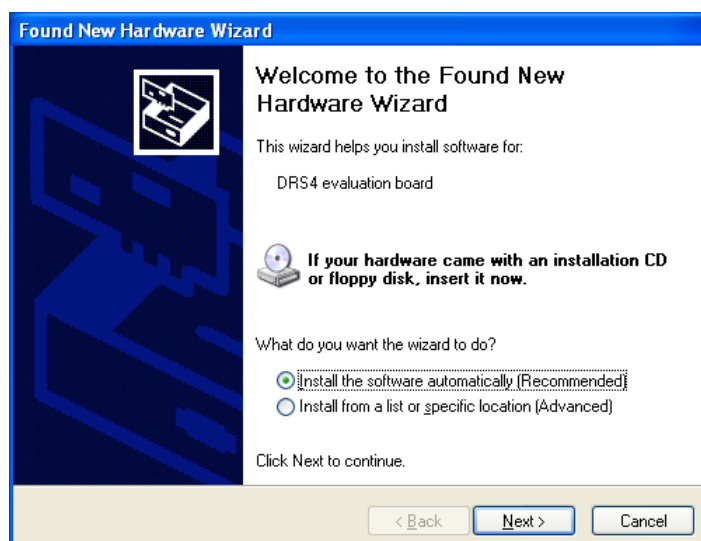 Found New Hardware Wizard
Welcome to the Found New
Hardware Wizard
This wizard helps you install software for:
DRS4 evaluation board
If your hardware came with an installation CD
or floppy disk, insert it now.
What do you want the wizard to do?
Install the software automatically (Recommended)
Install from a list or specific location (Advanced)
Click Next to continue.
< Back
Next >
Cancel